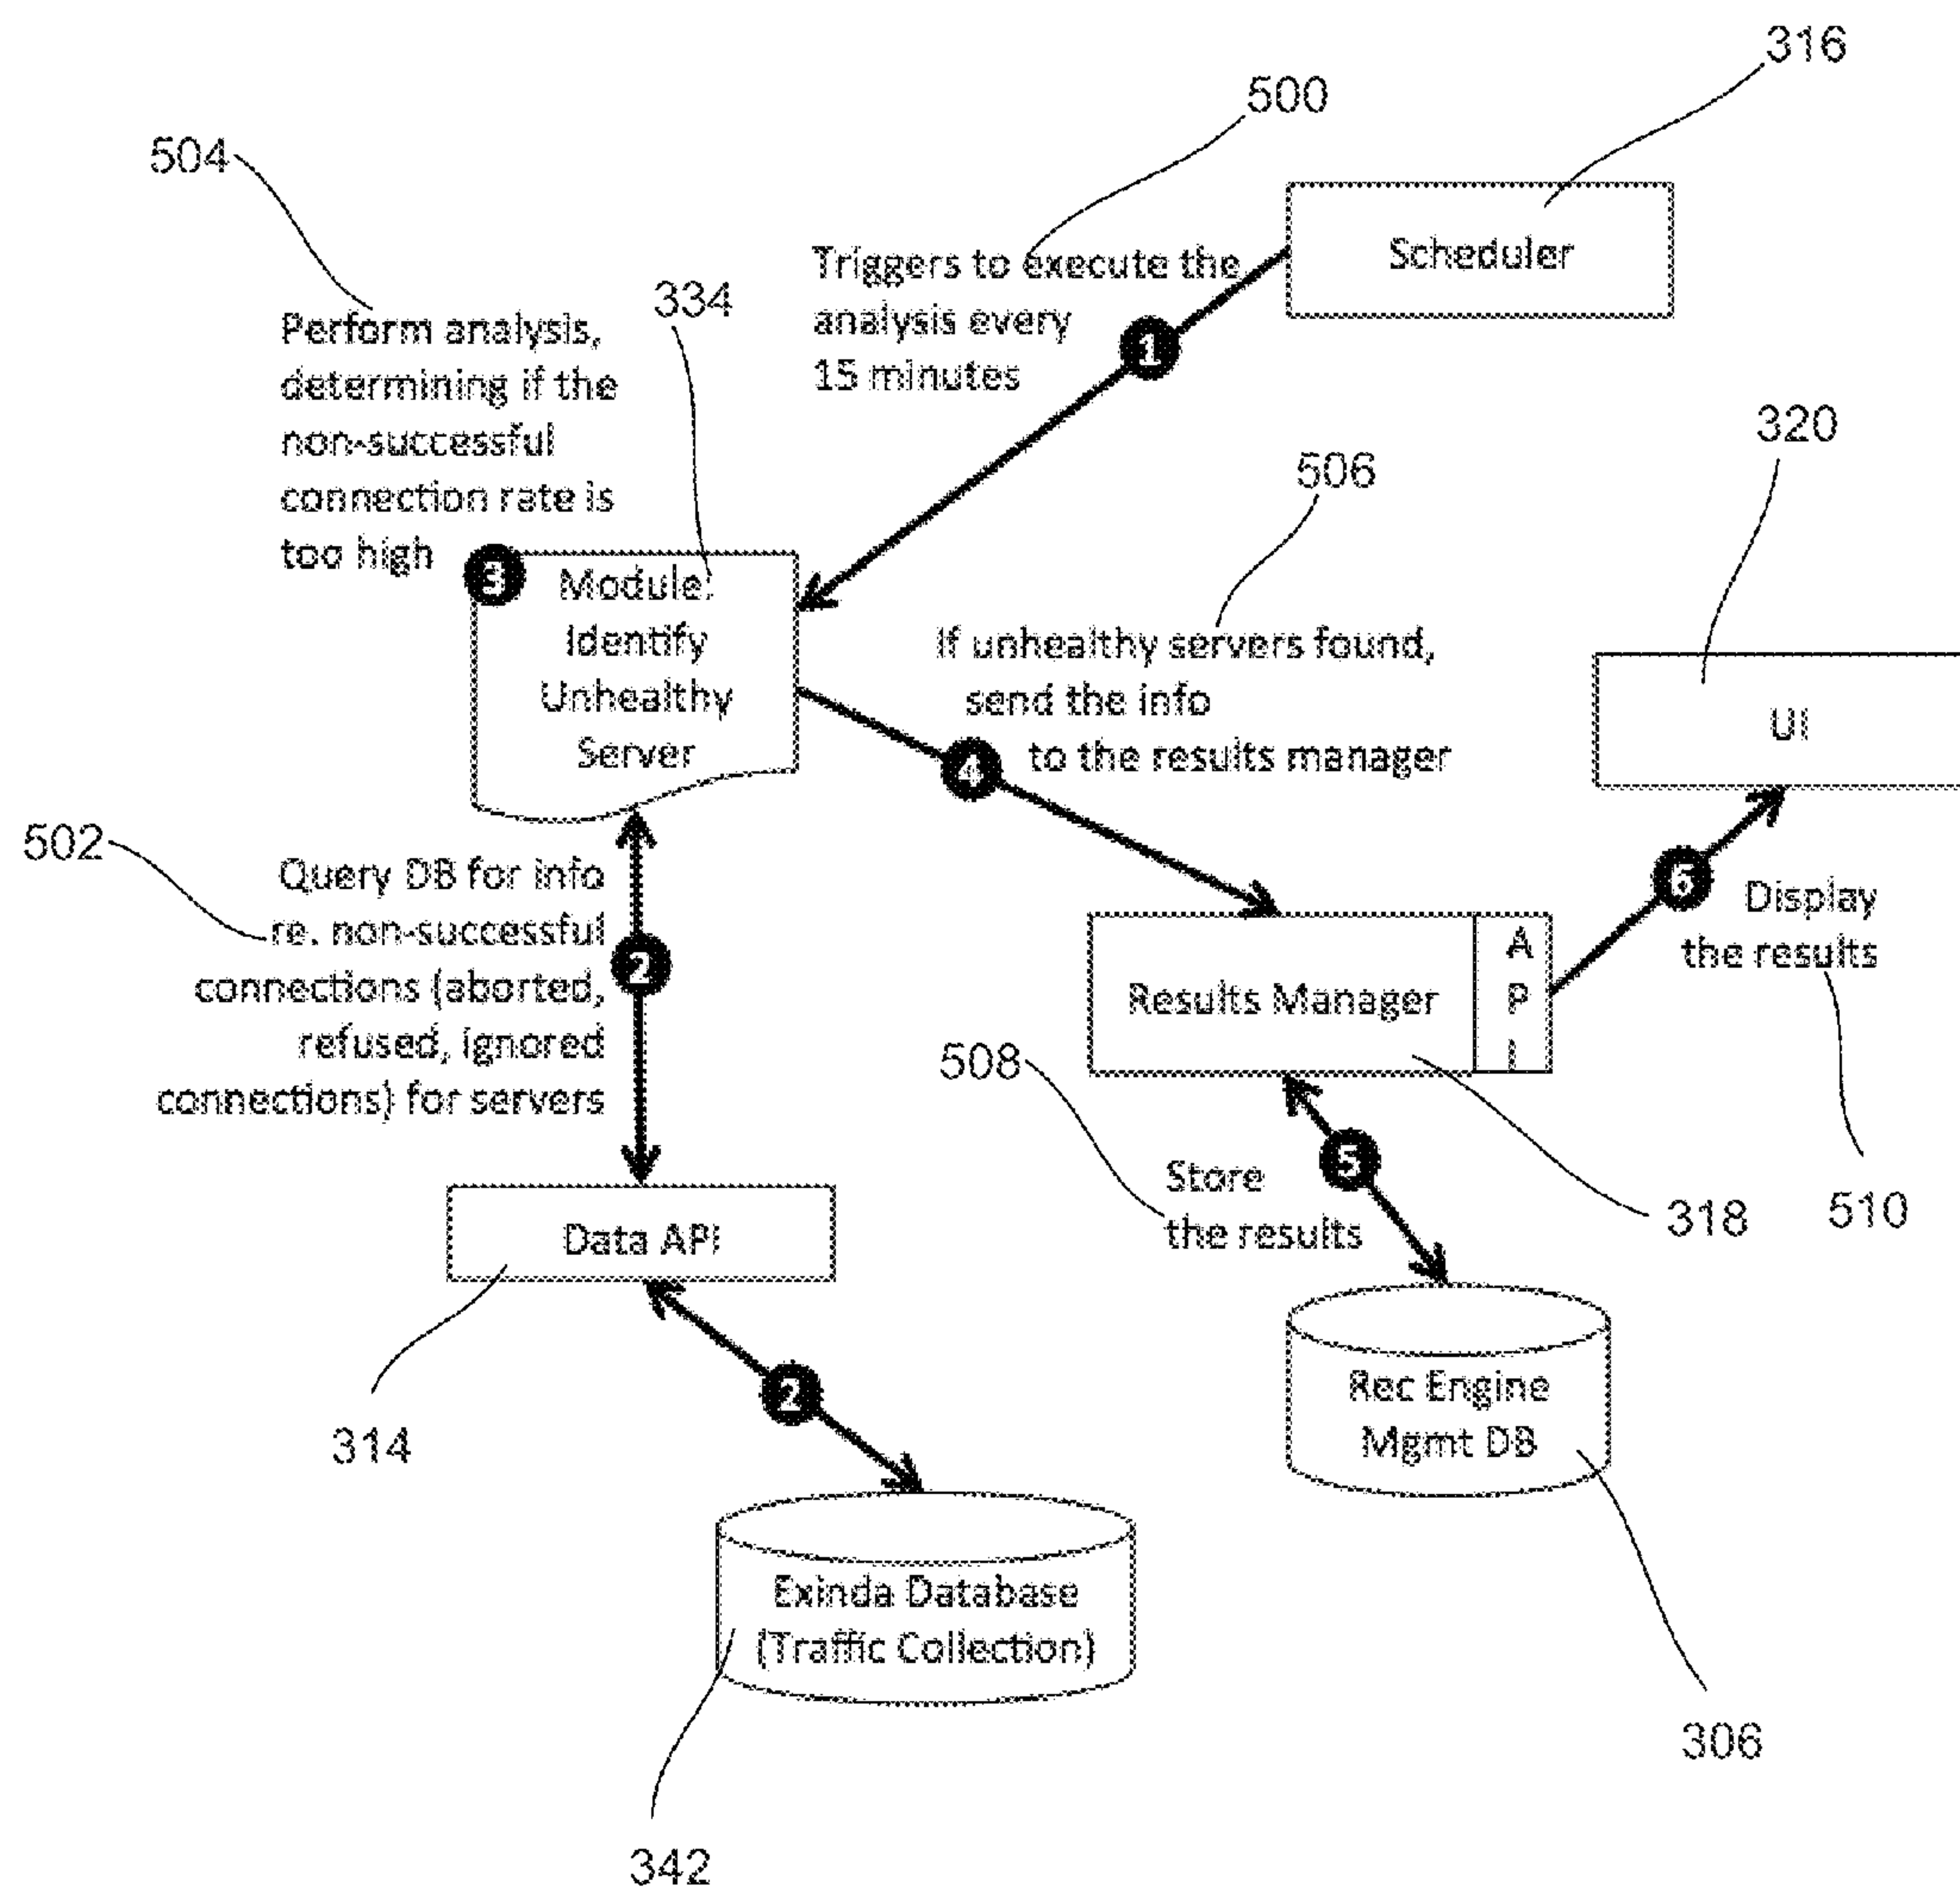 316
500
504
Scheduler
Triggers to execute the
analysis every
15 minutes
1
334
Perform analysis,
determining if the
non-successful
connection rate is
too high
320
506
3
Module:
Identify
Unhealthy
Server
If unhealthy servers found,
send the info
to the results manager
4
UI
502
Query DB for info
re. non-successful
connections (aborted,
refused, ignored
connections) for servers
2
6
Display
the results
Results Manager
A
P
I
508
5
Store
the results
318
510
Data API
314
2
Rec Engine
Mgmt DB
Exinda Database
(Traffic Collection)
306
342